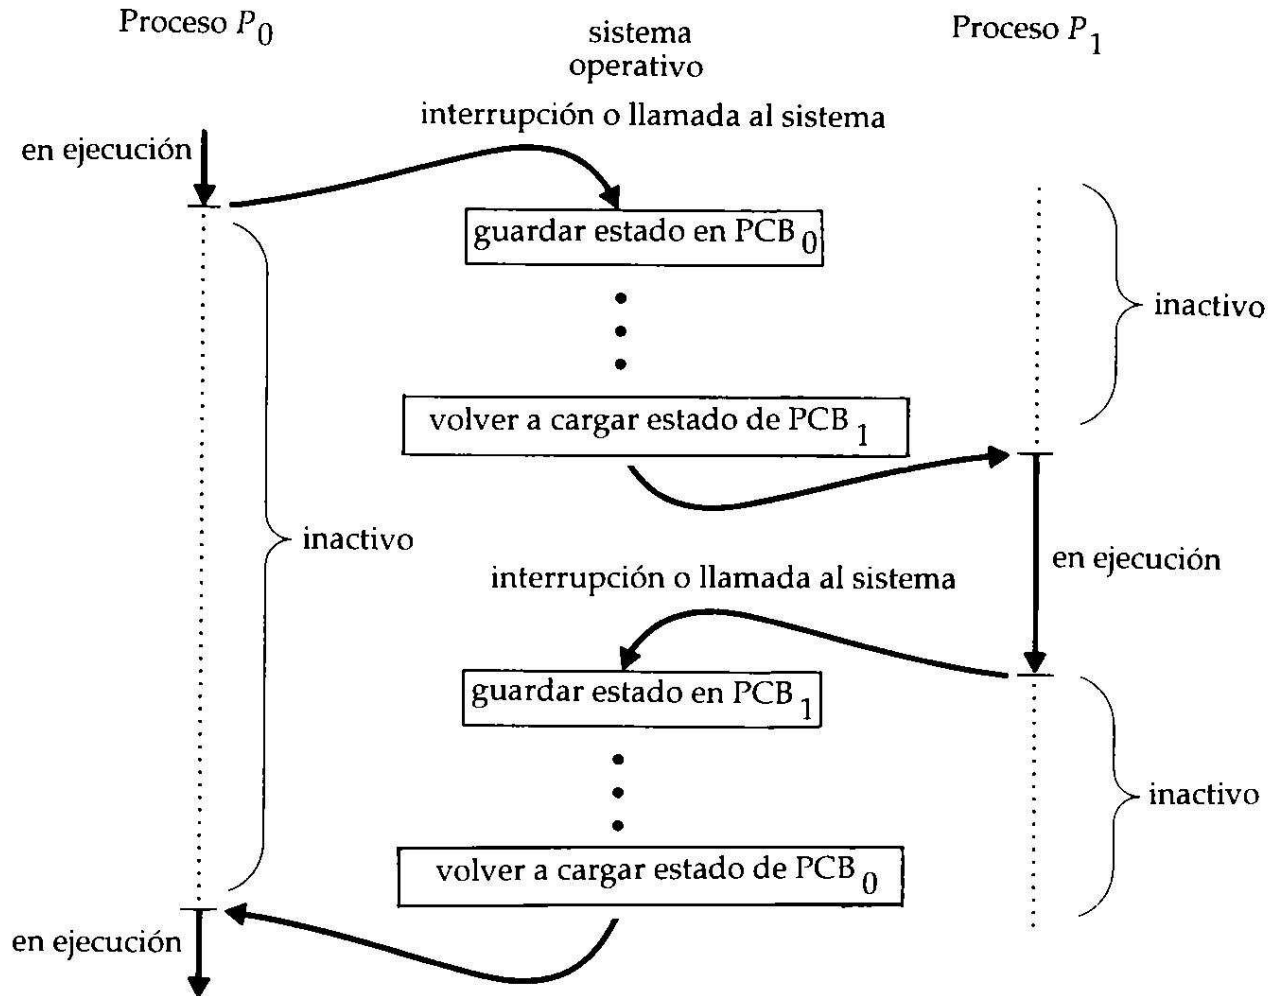 Proceso P0
sistema
operativo
Proceso P1
interrupción o llamada al sistema
en ejecución
guardar estado en PCB0
inactivo
volver a cargar estado de PCB1
inactivo
en ejecución
interrupción o llamada al sistema
guardar estado en PCB1
inactivo
volver a cargar estado de PCB0
en ejecución